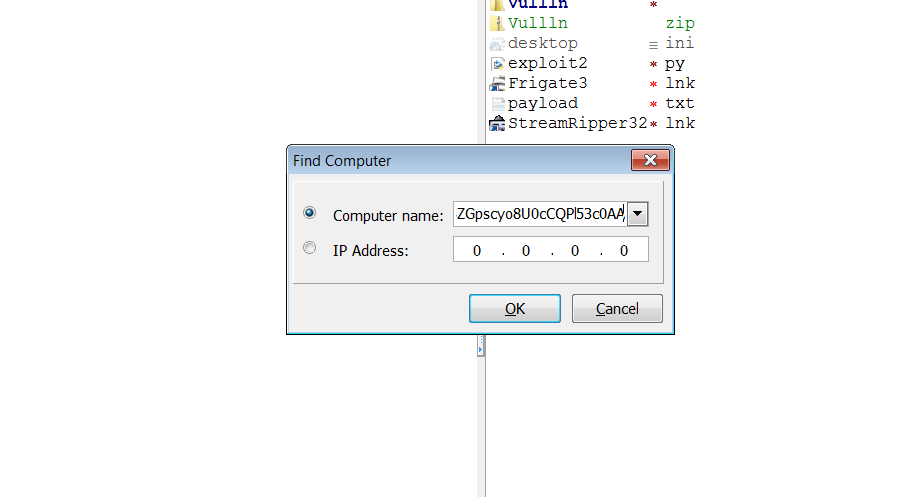 vullln *
Vullln zip
desktop ≡ ini
exploit2 * py
Frigate3 * lnk
payload * txt
StreamRipper32 * lnk
Find Computer
Computer name: ZGpscyo8U0cCQPl53c0AA
IP Address: 0 . 0 . 0 . 0
OK Cancel